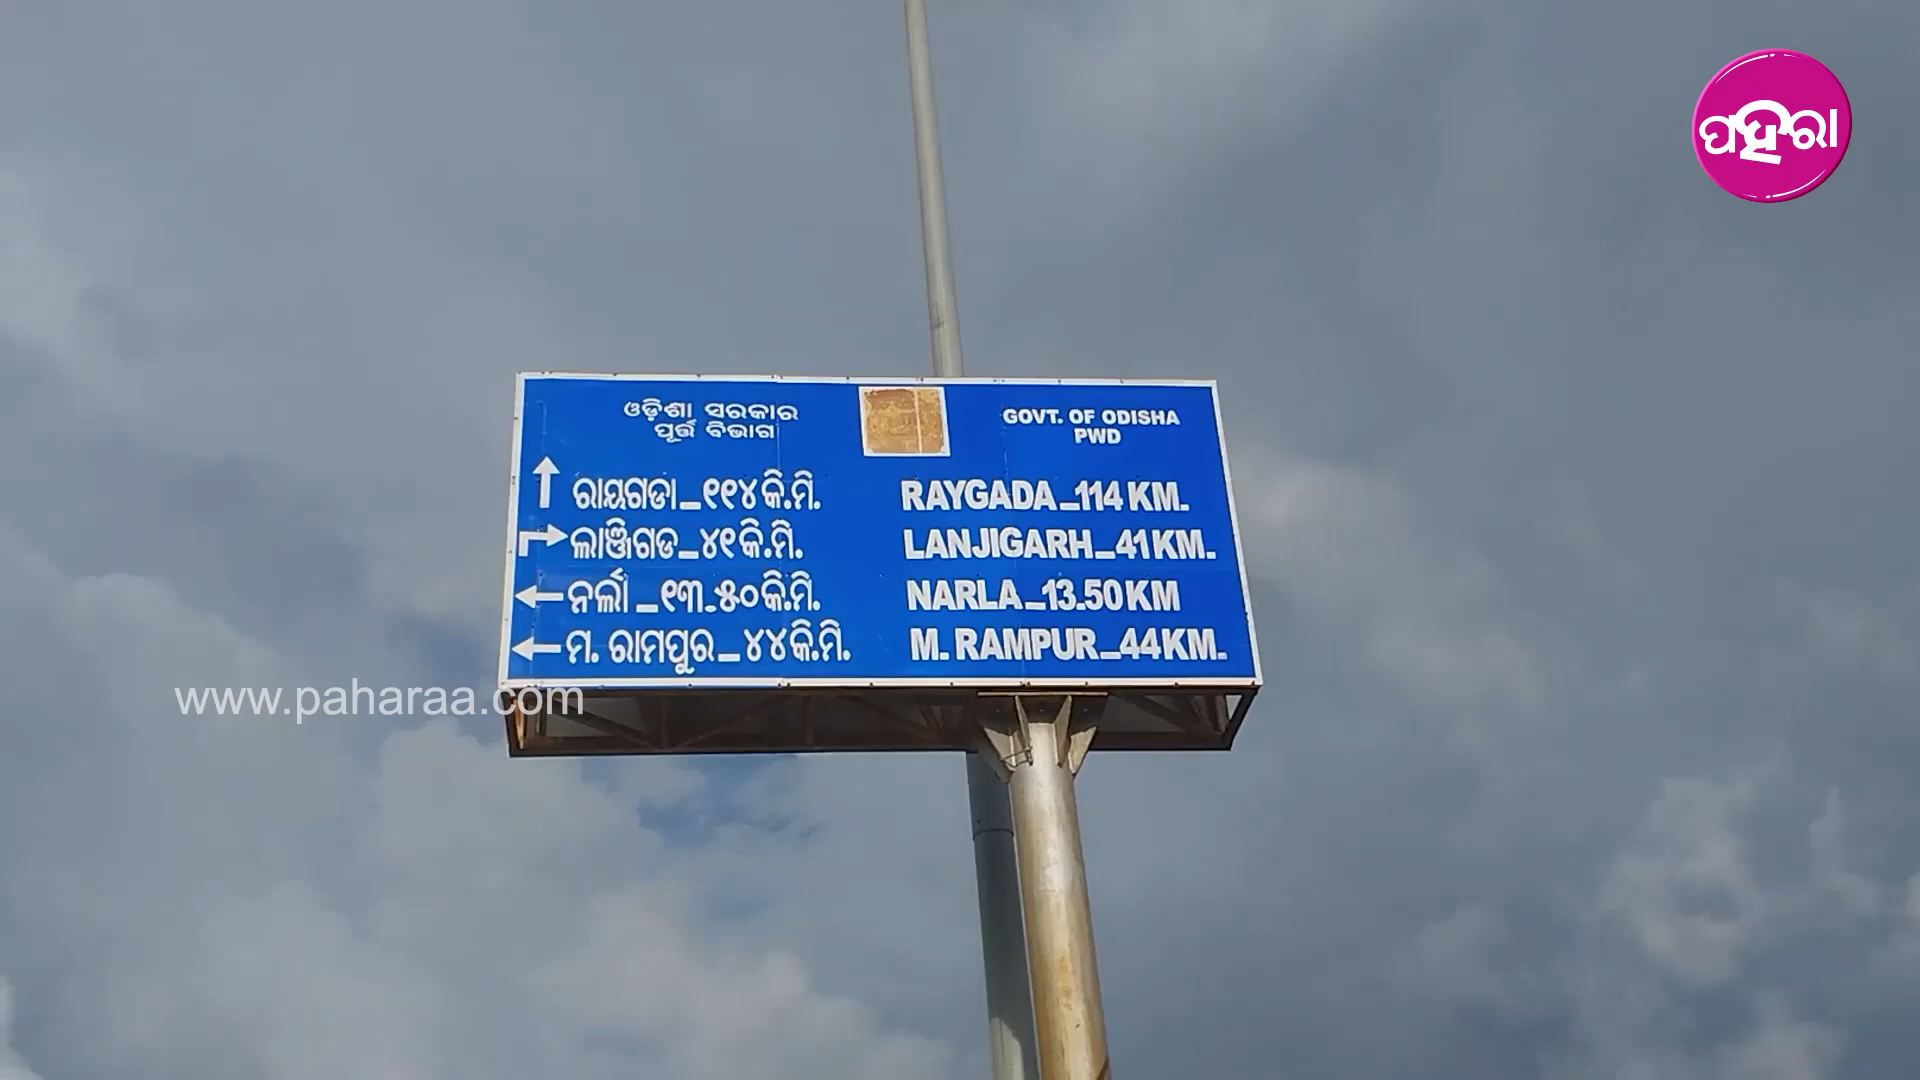 ପହରା
ଓଡ଼ିଶା ସରକାର
ପୂର୍ତ୍ତ ବିଭାଗ
GOVT. OF ODISHA
PWD
ରାୟଗଡା_୧୧୪କି.ମି. RAYGADA_114 KM.
ଲାଞ୍ଜିଗଡ_୪୧କି.ମି. LANJIGARH_41KM.
ନର୍ଲା_୧୩.୫୦କି.ମି. NARLA_13.50KM
ମ. ରାମପୁର_୪୪କି.ମି. M. RAMPUR_44KM.
www.paharaa.com